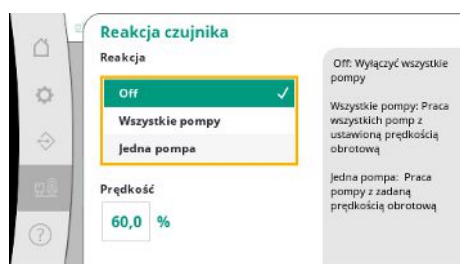 Reakcja czujnika
Reakcja
Off
Wszystkie pompy
Jedna pompa
Prędkość
60,0 %
Off: Wyłączyć wszystkie
pompy
Wszystkie pompy: Praca
wszystkich pomp z
ustawioną prędkością
obrotową
Jedna pompa: Praca
pompy z zadaną
prędkością obrotową